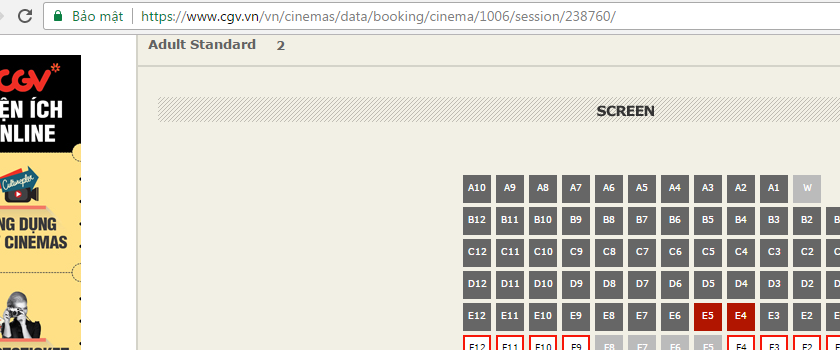 Bảo mật https://www.cgv.vn/vn/cinemas/data/booking/cinema/1006/session/238760/
Adult Standard 2
CGV
ỆN ÍCH
NLINE
SCREEN
A10 A9 A8 A7 A6 A5 A4 A3 A2 A1 W
B12 B11 B10 B9 B8 B7 B6 B5 B4 B3 B2
Cultureplex
NG DỤNG
CINEMAS
C12 C11 C10 C9 C8 C7 C6 C5 C4 C3 C2
D12 D11 D10 D9 D8 D7 D6 D5 D4 D3 D2
E12 E11 E10 E9 E8 E7 E6 E5 E4 E3 E2
F12 F11 F10 F9 F8 F7 F6 F5 F4 F3 F2